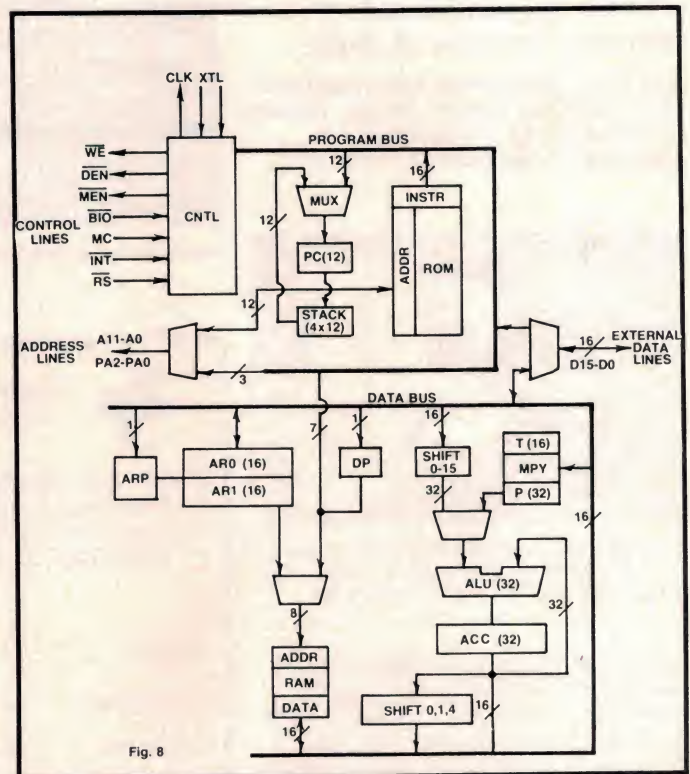 CLK XTL
PROGRAM BUS
WE
DEN
MEN
BIO
CONTROL LINES
MC
INT
RS
CNTL
12
16
MUX
INSTR
12
PC(12)
ADDR
ROM
12
STACK
(4x12)
ADDRESS LINES
A11-A0
PA2-PA0
3
16
EXTERNAL DATA LINES
D15-D0
DATA BUS
1
7
1
16
ARP
AR0 (16)
AR1 (16)
DP
SHIFT
0-15
T (16)
MPY
P (32)
32
16
ALU (32)
32
8
ACC (32)
ADDR
RAM
DATA
SHIFT 0,1,4
16
16
Fig. 8